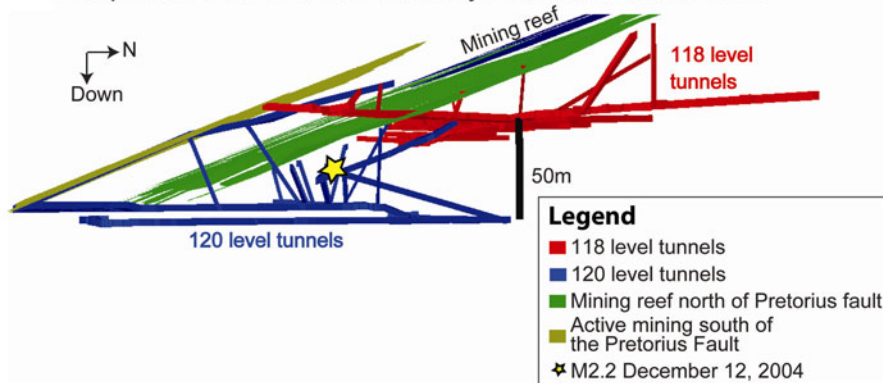 Mining reef
N
Down
118 level
tunnels
50m
120 level tunnels
Legend
118 level tunnels
120 level tunnels
Mining reef north of Pretorius fault
Active mining south of
the Pretorius Fault
M2.2 December 12, 2004